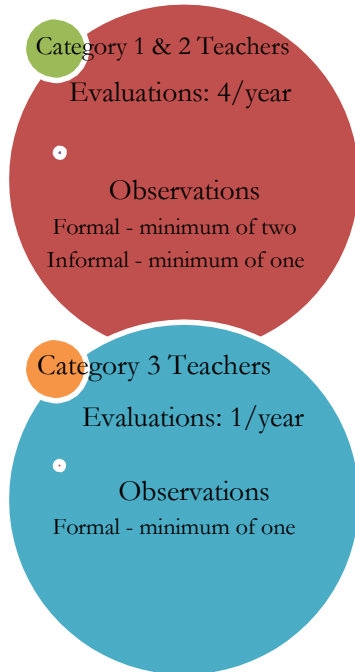 Category 1 & 2 Teachers
Evaluations: 4/year
Observations
Formal - minimum of two
Informal - minimum of one
Category 3 Teachers
Evaluations: 1/year
Observations
Formal - minimum of one